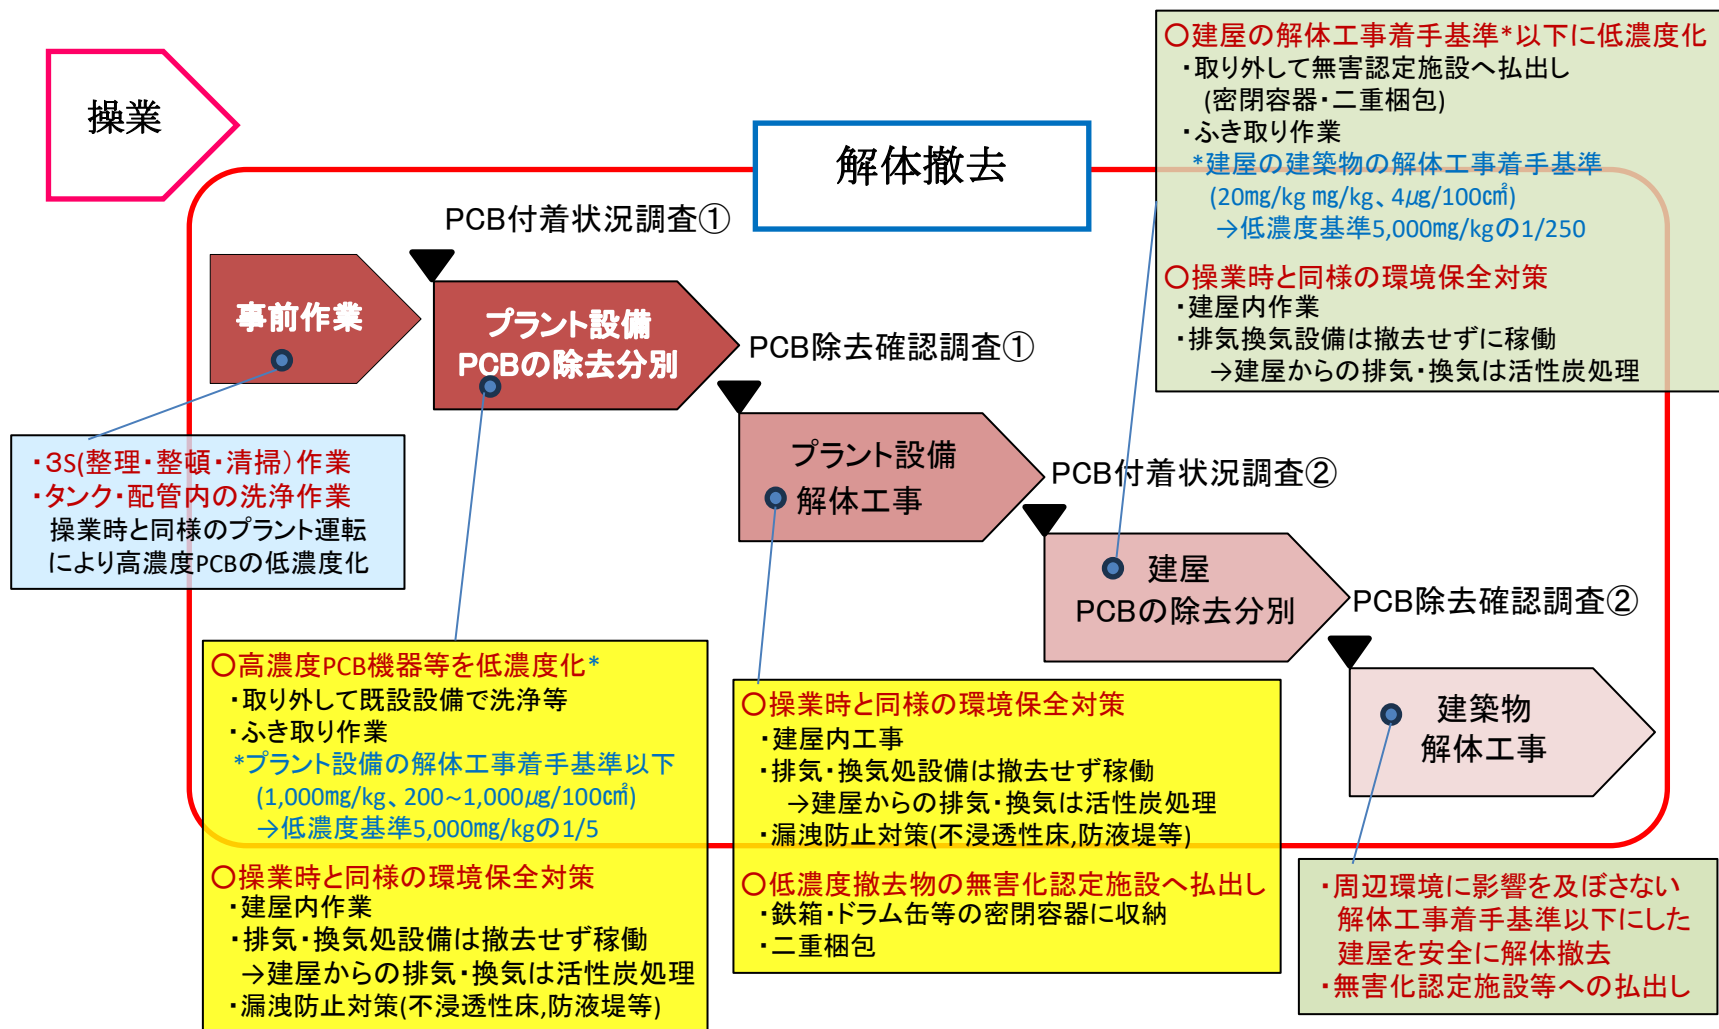 操業
解体撤去
PCB付着状況調査①
事前作業
プラント設備
PCBの除去分別
PCB除去確認調査①
プラント設備
解体工事
PCB付着状況調査②
建屋
PCBの除去分別
PCB除去確認調査②
建築物
解体工事
・3S(整理・整頓・清掃)作業
・タンク・配管内の洗浄作業
操業時と同様のプラント運転
により高濃度PCBの低濃度化
〇高濃度PCB機器等を低濃度化*
・取り外して既設設備で洗浄等
・ふき取り作業
*プラント設備の解体工事着手基準以下
(1,000㎎/kg、200~1,000㎍/100㎠)
→低濃度基準5,000㎎/kgの1/5
〇操業時と同様の環境保全対策
・建屋内作業
・排気・換気処設備は撤去せず稼働
→建屋からの排気・換気は活性炭処理
・漏洩防止対策(不浸透性床,防液堤等)
〇操業時と同様の環境保全対策
・建屋内工事
・排気・換気処設備は撤去せず稼働
→建屋からの排気・換気は活性炭処理
・漏洩防止対策(不浸透性床,防液堤等)
〇低濃度撤去物の無害化認定施設へ払出し
・鉄箱・ドラム缶等の密閉容器に収納
・二重梱包
〇建屋の解体工事着手基準*以下に低濃度化
・取り外して無害認定施設へ払出し
(密閉容器・二重梱包)
・ふき取り作業
*建屋の建築物の解体工事着手基準
(20㎎/kg mg/kg、4㎍/100㎠)
→低濃度基準5,000㎎/kgの1/250
〇操業時と同様の環境保全対策
・建屋内作業
・排気換気設備は撤去せずに稼働
→建屋からの排気・換気は活性炭処理
・周辺環境に影響を及ぼさない
解体工事着手基準以下にした
建屋を安全に解体撤去
・無害化認定施設等への払出し